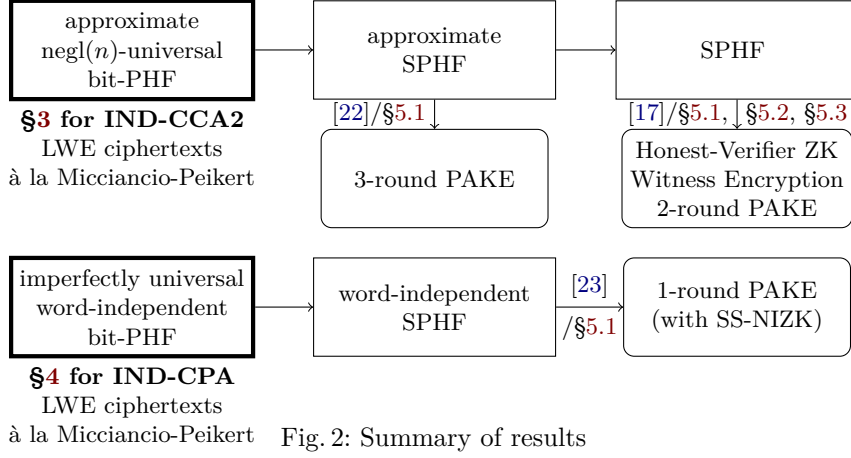 approximate
negl(n)-universal
bit-PHF
§3 for IND-CCA2
LWE ciphertexts
à la Micciancio-Peikert
approximate
SPHF
[22]/§5.1
3-round PAKE
SPHF
[17]/§5.1, §5.2, §5.3
Honest-Verifier ZK
Witness Encryption
2-round PAKE
imperfectly universal
word-independent
bit-PHF
§4 for IND-CPA
LWE ciphertexts
à la Micciancio-Peikert
word-independent
SPHF
[23]
/§5.1
1-round PAKE
(with SS-NIZK)
Fig. 2: Summary of results